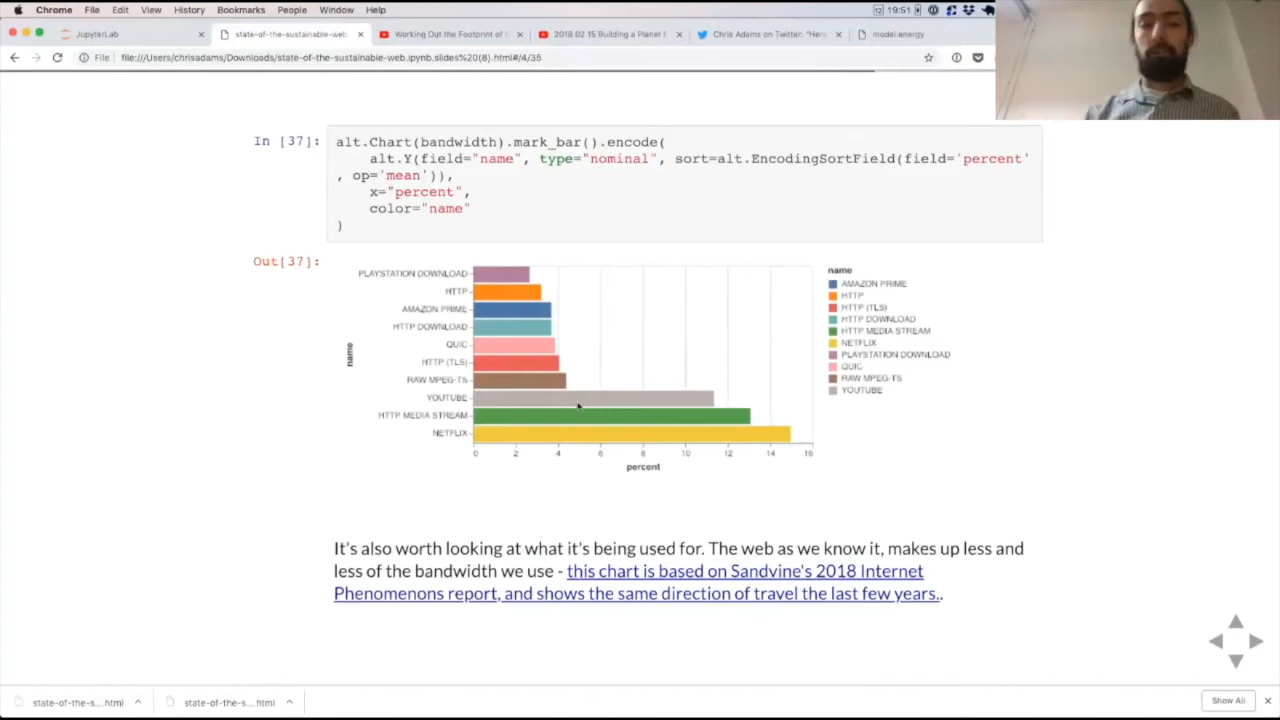 Chrome File Edit View History Bookmarks People Window Help
12 19:51
JupyterLab
state-of-the-sustainable-web.
Working Out the Footprint of
2018 02 15 Building a Planet
Chris Adams on Twitter: "Her
model.energy
File file:///Users/chrisadams/Downloads/state-of-the-sustainable-web.ipynb.slides%20(8).html#/4/35
In [37]:
alt.Chart(bandwidth).mark_bar().encode(
alt.Y(field="name", type="nominal", sort=alt.EncodingSortField(field='percent'
, op='mean')),
x="percent",
color="name"
)
Out[37]:
name
PLAYSTATION DOWNLOAD
HTTP
AMAZON PRIME
HTTP DOWNLOAD
QUIC
HTTP (TLS)
RAW MPEG-TS
YOUTUBE
HTTP MEDIA STREAM
NETFLIX
0 2 4 6 8 10 12 14 16
percent
name
AMAZON PRIME
HTTP
HTTP (TLS)
HTTP DOWNLOAD
HTTP MEDIA STREAM
NETFLIX
PLAYSTATION DOWNLOAD
QUIC
RAW MPEG-TS
YOUTUBE
It's also worth looking at what it's being used for. The web as we know it, makes up less and
less of the bandwidth we use - this chart is based on Sandvine's 2018 Internet
Phenomenons report, and shows the same direction of travel the last few years..
state-of-the-s....html
state-of-the-s....html
Show All